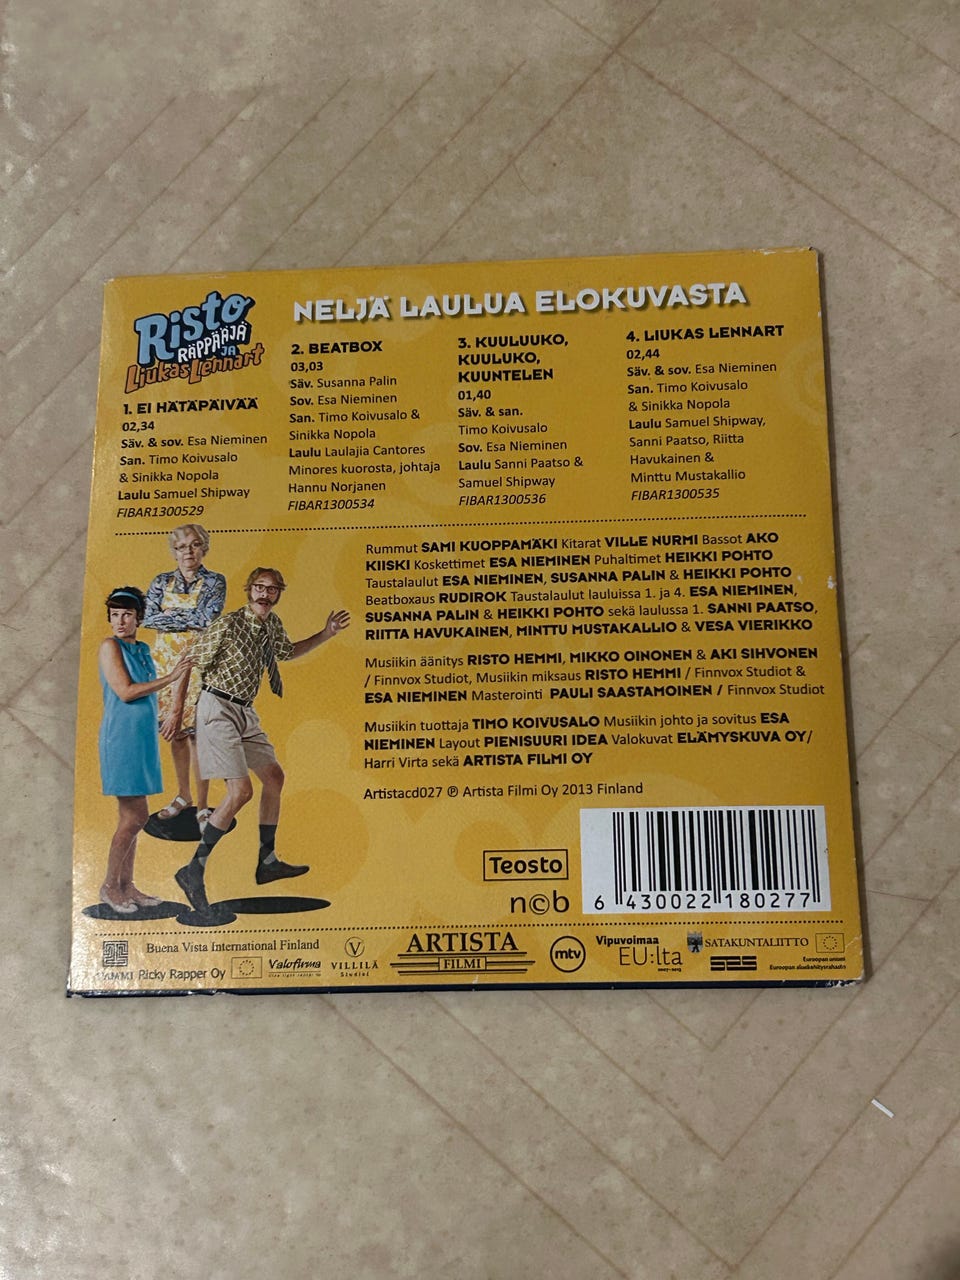 Risto
RÄPPÄÄJÄ
JA
Liukas Lennart
NELJÄ LAULUA ELOKUVASTA
1. EI HÄTÄPÄIVÄÄ
02,34
Säv. & sov. Esa Nieminen
San. Timo Koivusalo
& Sinikka Nopola
Laulu Samuel Shipway
FIBAR1300529
2. BEATBOX
03,03
Säv. Susanna Palin
Sov. Esa Nieminen
San. Timo Koivusalo &
Sinikka Nopola
Laulu Laulajia Cantores
Minores kuorosta, johtaja
Hannu Norjanen
FIBAR1300534
3. KUULUUKO,
KUULUKO,
KUUNTELEN
01,40
Säv. & san.
Timo Koivusalo
Sov. Esa Nieminen
Laulu Sanni Paatso &
Samuel Shipway
FIBAR1300536
4. LIUKAS LENNART
02,44
Säv. & sov. Esa Nieminen
San. Timo Koivusalo
& Sinikka Nopola
Laulu Samuel Shipway,
Sanni Paatso, Riitta
Havukainen &
Minttu Mustakallio
FIBAR1300535
Rummut SAMI KUOPPAMÄKI Kitarat VILLE NURMI Bassot AKO
KIISKI Koskettimet ESA NIEMINEN Puhaltimet HEIKKI POHTO
Taustalaulut ESA NIEMINEN, SUSANNA PALIN & HEIKKI POHTO
Beatboxaus RUDIROK Taustalaulut lauluissa 1. ja 4. ESA NIEMINEN,
SUSANNA PALIN & HEIKKI POHTO sekä laulussa 1. SANNI PAATSO,
RIITTA HAVUKAINEN, MINTTU MUSTAKALLIO & VESA VIERIKKO
Musiikin äänitys RISTO HEMMI, MIKKO OINONEN & AKI SIHVONEN
/ Finnvox Studiot, Musiikin miksaus RISTO HEMMI / Finnvox Studiot &
ESA NIEMINEN Masterointi PAULI SAASTAMOINEN / Finnvox Studiot
Musiikin tuottaja TIMO KOIVUSALO Musiikin johto ja sovitus ESA
NIEMINEN Layout PIENISUURI IDEA Valokuvat ELÄMYSKUVA OY/
Harri Virta sekä ARTISTA FILMI OY
Artistacd027 ℗ Artista Filmi Oy 2013 Finland
Teosto
n©b
6 430022 180277
Buena Vista International Finland
Ricky Rapper Oy
Valofirma
V
VILLILÄ
Studiot
ARTISTA
FILMI
mtv
Vipuvoimaa
EU:lta
2007-2013
SATAKUNTALIITTO
Euroopan unioni
Euroopan aluekehitysrahasto